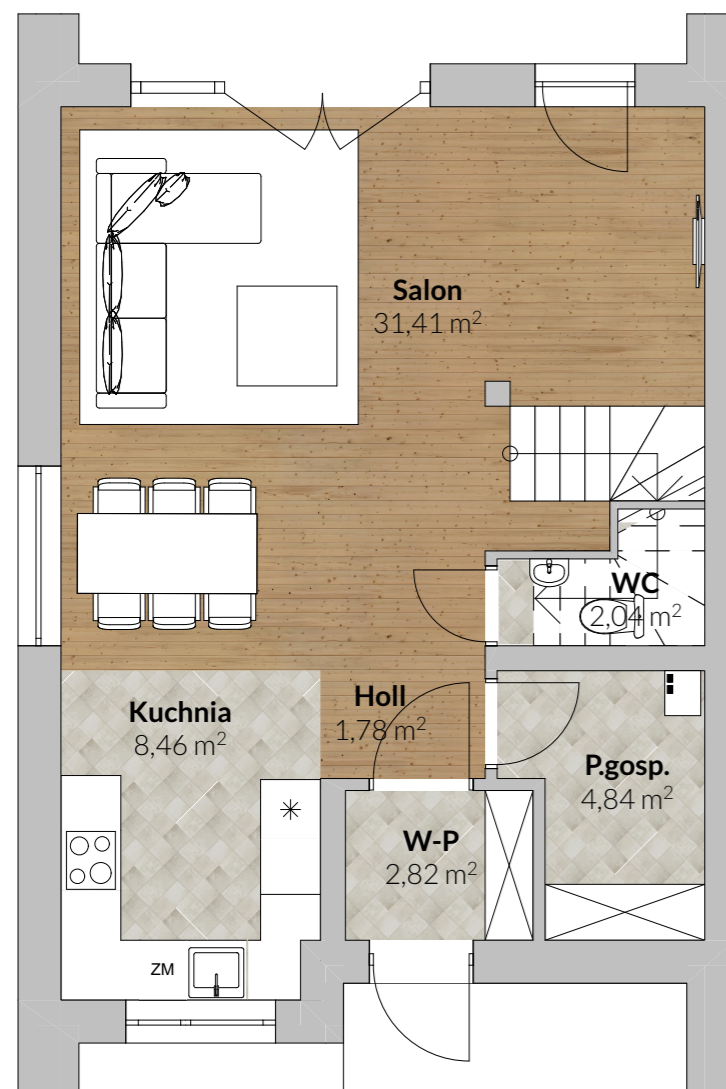 Salon
31,41 m²
WC
2,04 m²
Kuchnia
8,46 m²
Holl
1,78 m²
P.gosp.
4,84 m²
W-P
2,82 m²
ZM